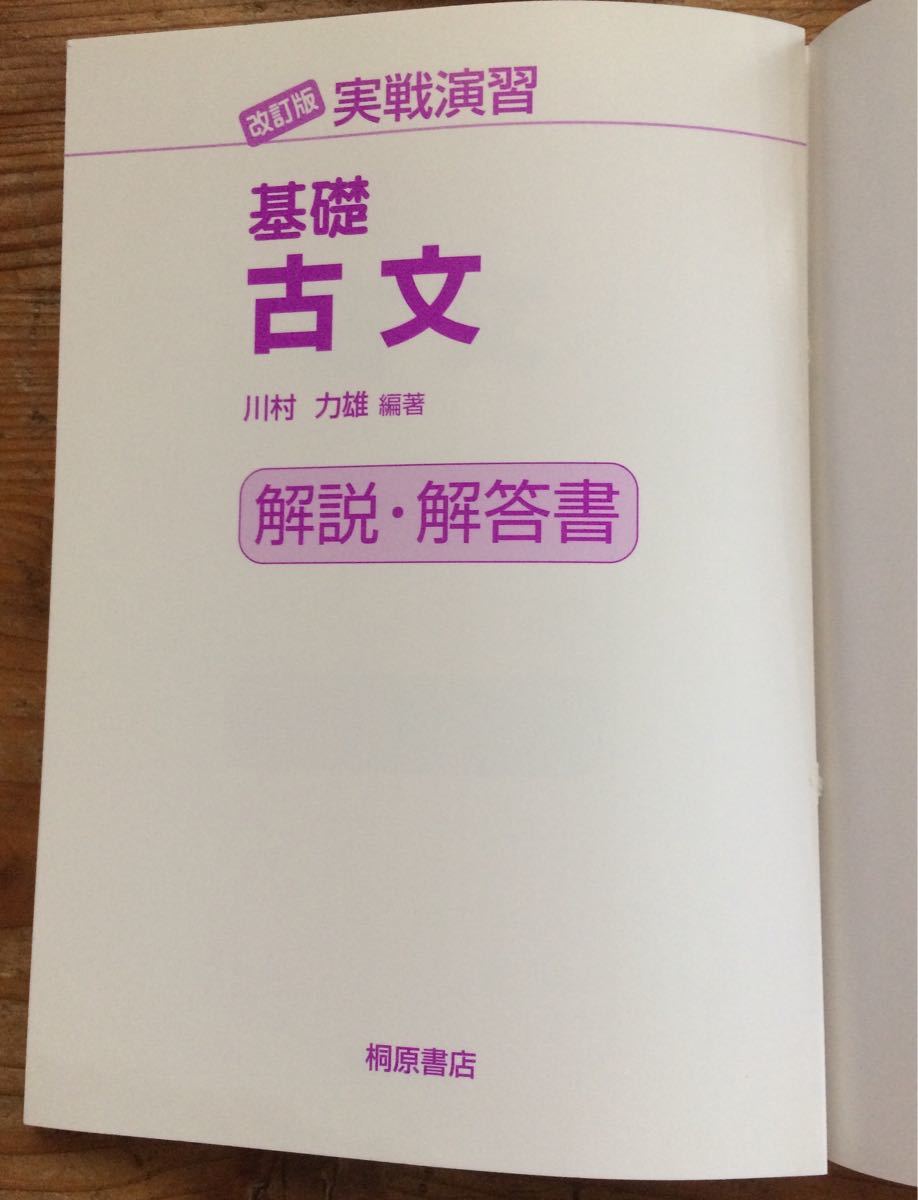 改訂版 実戦演習
基礎
古文
川村 力雄 編著
解説・解答書
桐原書店